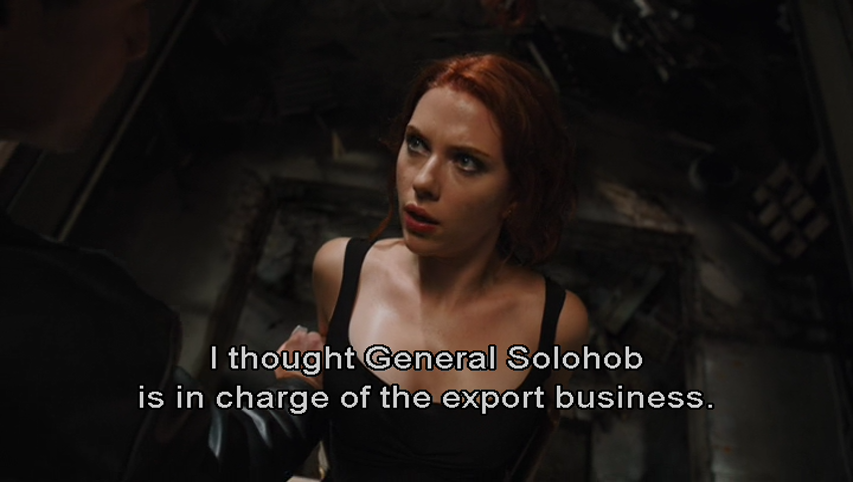 I thought General Solohob
is in charge of the export business.